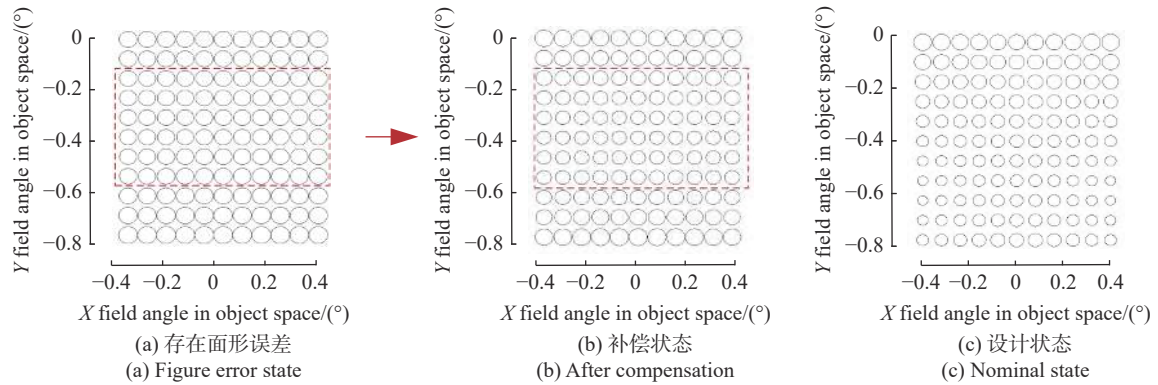 0
−0.2
−0.4
−0.6
−0.8
Y field angle in object space/(°)
−0.4 −0.2 0 0.2 0.4
X field angle in object space/(°)
(a) 存在面形误差
(a) Figure error state
0
−0.2
−0.4
−0.6
−0.8
Y field angle in object space/(°)
−0.4 −0.2 0 0.2 0.4
X field angle in object space/(°)
(b) 补偿状态
(b) After compensation
0
−0.2
−0.4
−0.6
−0.8
Y field angle in object space/(°)
−0.4 −0.2 0 0.2 0.4
X field angle in object space/(°)
(c) 设计状态
(c) Nominal state